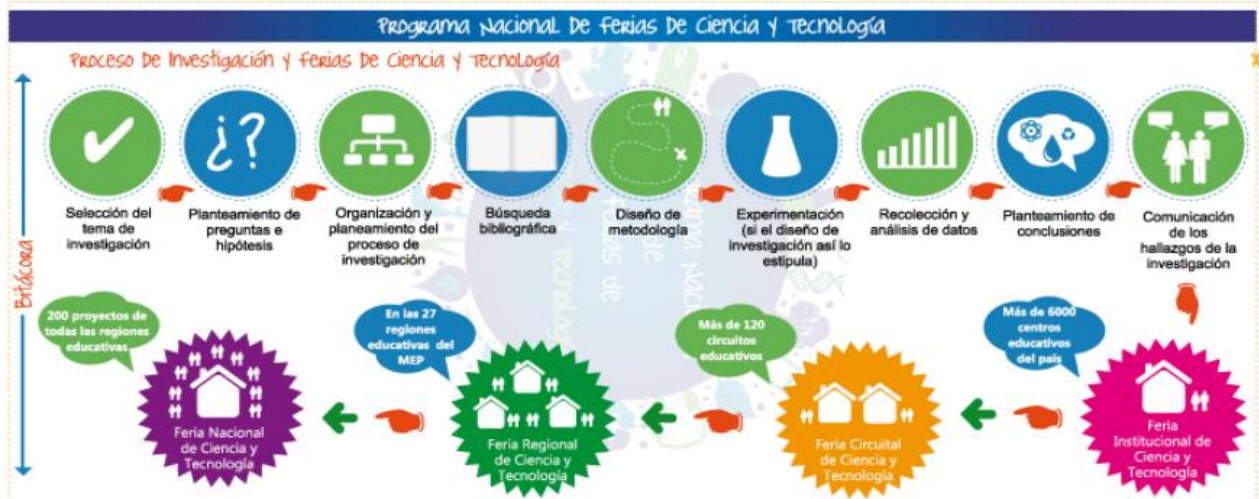 Programa Nacional De Ferias De Ciencia y Tecnología
Proceso De Investigación y Ferias De Ciencia y Tecnología
Bitácora
¿?
Selección del
tema de
investigación
Planteamiento de
preguntas e
hipótesis
Organización y
planeamiento del
proceso de
investigación
Búsqueda
bibliográfica
Diseño de
metodología
Experimentación
(si el diseño de
investigación así lo
estipula)
Recolección y
análisis de datos
Planteamiento de
conclusiones
Comunicación
de los
hallazgos de la
investigación
200 proyectos de
todas las regiones
educativas
Feria Nacional
de Ciencia y
Tecnología
En las 27
regiones
educativas del
MEP
Feria Regional
de Ciencia y
Tecnología
Más de 120
circuitos
educativos
Feria Circuital
de Ciencia y
Tecnología
Más de 6000
centros
educativos
del país
Feria
Institucional de
Ciencia y
Tecnología